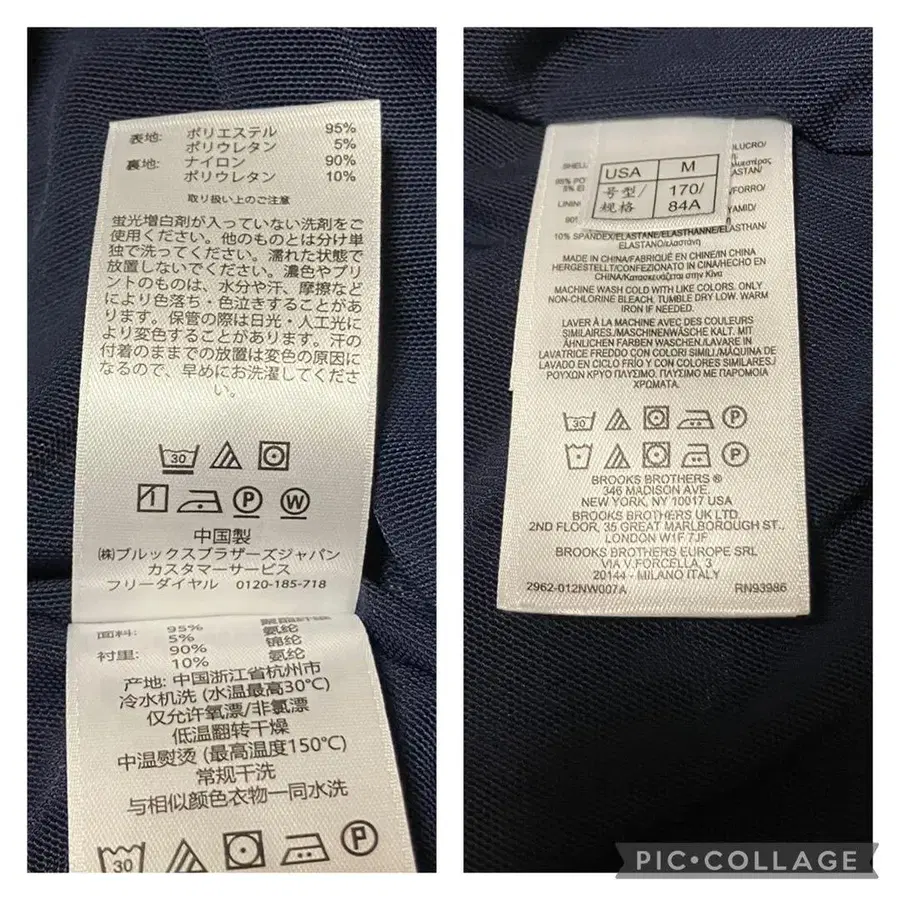 表地: ポリエステル 95%
ポリウレタン 5%
裏地: ナイロン 90%
ポリウレタン 10%
取り扱い上のご注意
蛍光増白剤が入っていない洗剤をご
使用ください。他のものとは分け単
独で洗ってください。濡れた状態で
放置しないでください。濃色やプリ
ントのものは、水分や汗、摩擦など
により色落ち・色泣きすることがあ
ります。保管の際は日光・人工光に
より変色することがあります。汗の
付着のままでの放置は変色の原因に
なるので、早めにお洗濯してくださ
い。
30
1 P W
中国製
㈱ブルックスブラザーズジャパン
カスタマーサービス
フリーダイヤル 0120-185-718
面料: 95%
5% 氨纶
衬里: 90% 锦纶
10% 氨纶
产地: 中国浙江省杭州市
冷水机洗 (水温最高30°C)
仅允许氧漂/非氯漂
低温翻转干燥
中温熨烫 (最高温度150°C)
常规干洗
与相似颜色衣物一同水洗
30 P
USA M
号型/ 170/
规格 84A
SHELL
LUCRO/
ELASTAN/
FORRO/
YAMID/
10% SPANDEX/ELASTANE/ELASTHANNE/ELASTHAN/
ELASTANO/ελαστάνη
MADE IN CHINA/FABRIQUÉ EN CHINE/IN CHINA
HERGESTELLT/CONFEZIONATO IN CINA/HECHO EN
CHINA/Κατασκευάζεται στην Κίνα
MACHINE WASH COLD WITH LIKE COLORS. ONLY
NON-CHLORINE BLEACH. TUMBLE DRY LOW. WARM
IRON IF NEEDED.
LAVER À LA MACHINE AVEC DES COULEURS
SIMILAIRES./MASCHINENWÄSCHE KALT. MIT
ÄHNLICHEN FARBEN WASCHEN./LAVARE IN
LAVATRICE FREDDO CON COLORI SIMILI./MÁQUINA DE
LAVADO EN CICLO FRÍO Y CON COLORES SIMILARES./
ΡΟΥΧΩΝ ΚΡΥΟ ΠΛΥΣΙΜΟ. ΠΛΥΣΙΜΟ ΜΕ ΠΑΡΟΜΟΙΑ
ΧΡΩΜΑΤΑ.
30 P
P
BROOKS BROTHERS ®
346 MADISON AVE.
NEW YORK, NY 10017 USA
BROOKS BROTHERS UK LTD.
2ND FLOOR, 35 GREAT MARLBOROUGH ST.,
LONDON W1F 7JF
BROOKS BROTHERS EUROPE SRL
VIA V.FORCELLA, 3
20144 - MILANO ITALY
2962-012NW007A RN93986
PIC•COLLAGE